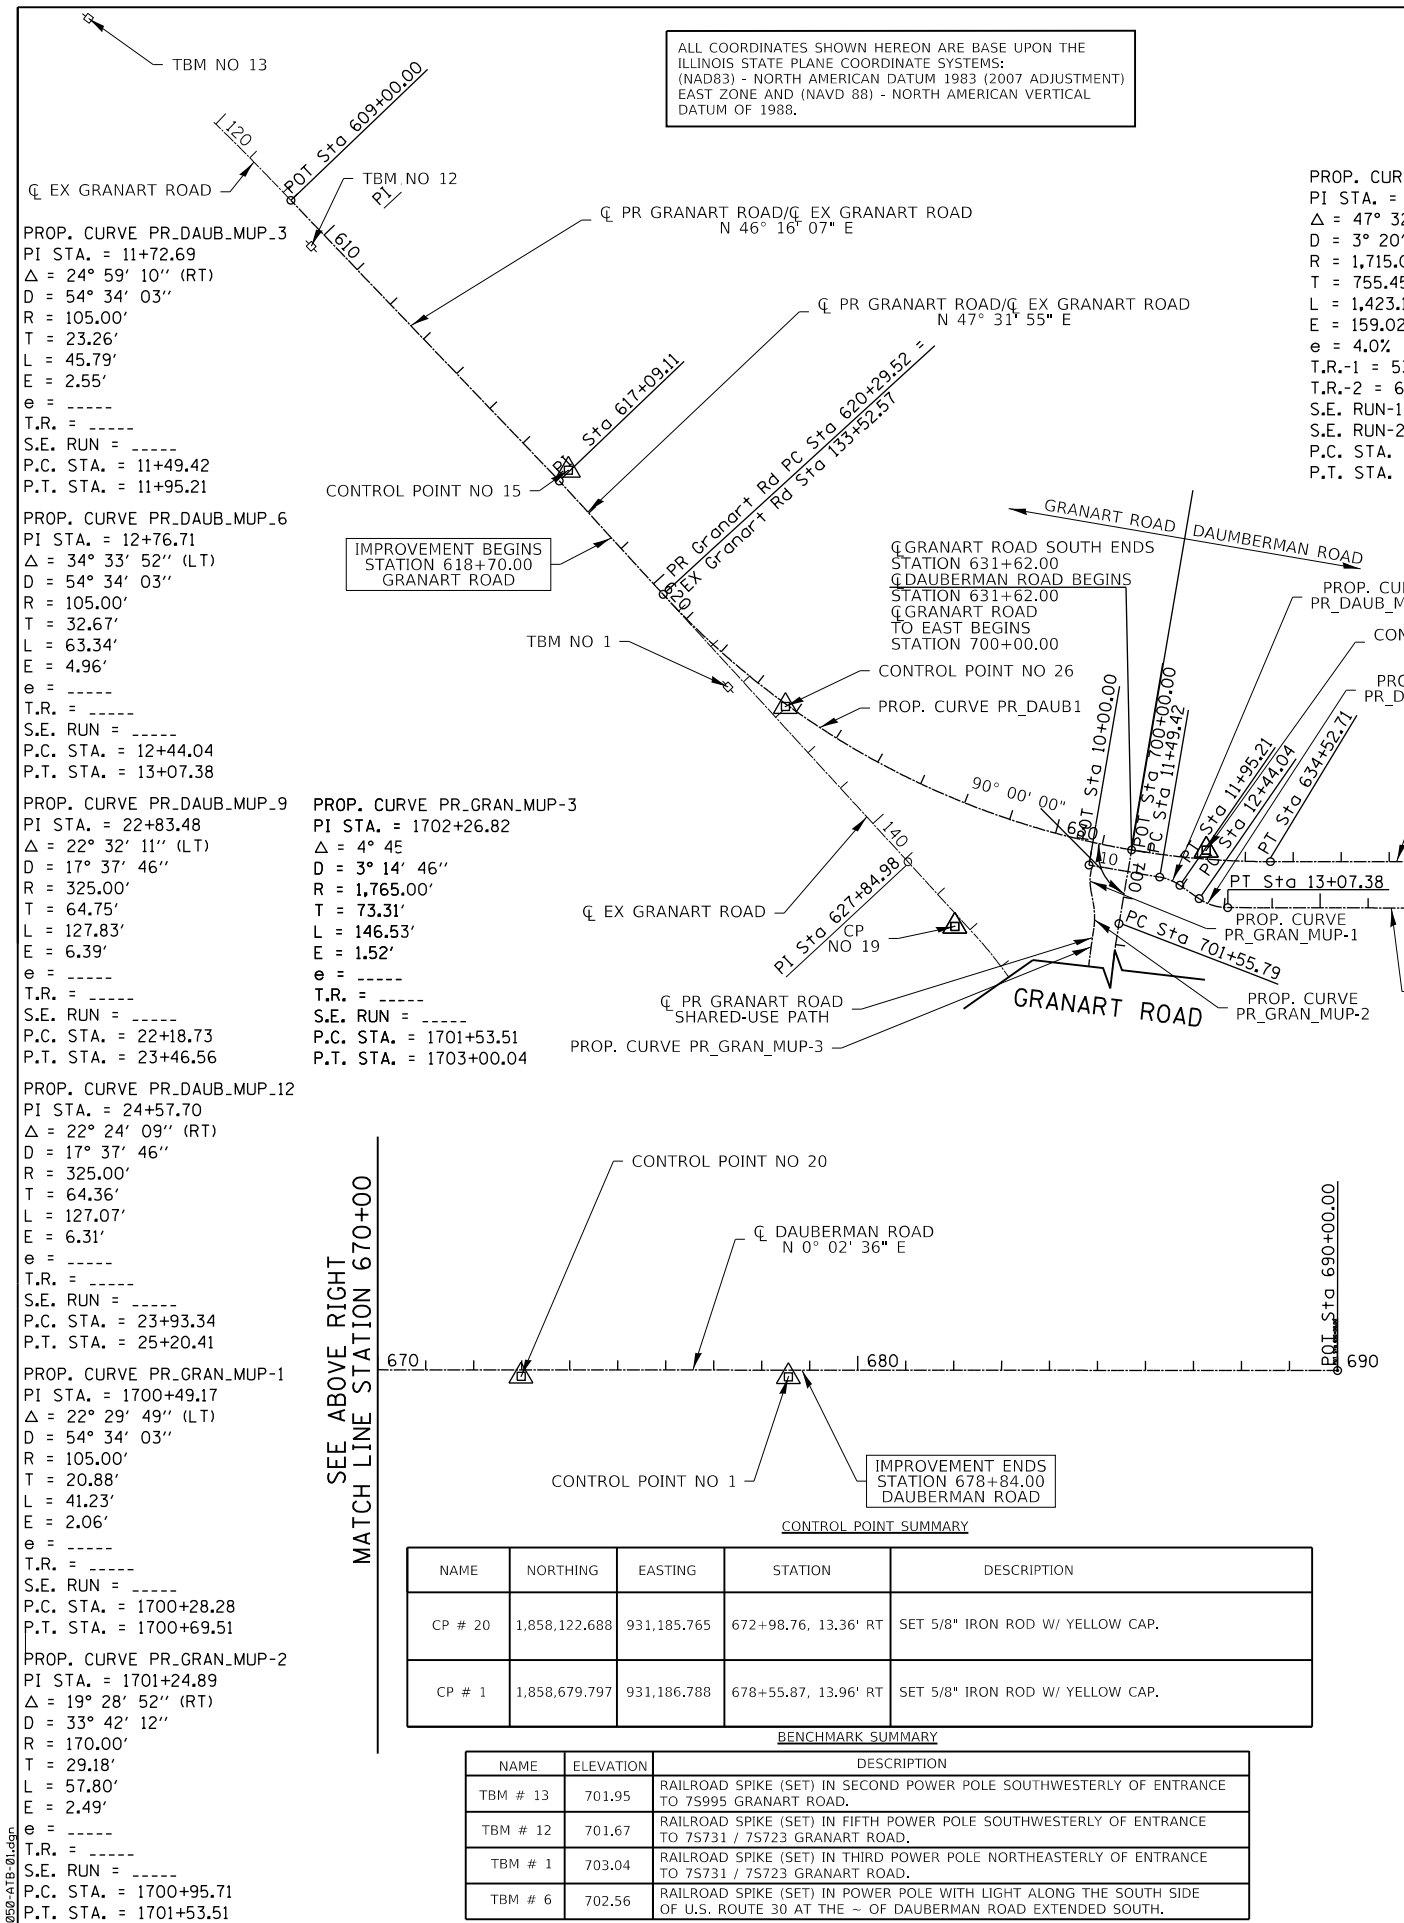 TBM NO 13
ALL COORDINATES SHOWN HEREON ARE BASE UPON THE
ILLINOIS STATE PLANE COORDINATE SYSTEMS:
(NAD83) - NORTH AMERICAN DATUM 1983 (2007 ADJUSTMENT)
EAST ZONE AND (NAVD 88) - NORTH AMERICAN VERTICAL
DATUM OF 1988.
120
POT Sta 609+00.00
℄ EX GRANART ROAD
TBM NO 12
PI
610
℄ PR GRANART ROAD/℄ EX GRANART ROAD
N 46° 16' 07" E
℄ PR GRANART ROAD/℄ EX GRANART ROAD
N 47° 31' 55" E
PI Sta 617+09.11
CONTROL POINT NO 15
IMPROVEMENT BEGINS
STATION 618+70.00
GRANART ROAD
PR Granart Rd PC Sta 620+29.52 =
EX Granart Rd Sta 133+52.57
620
TBM NO 1
GRANART ROAD
DAUMBERMAN ROAD
℄ GRANART ROAD SOUTH ENDS
STATION 631+62.00
℄ DAUBERMAN ROAD BEGINS
STATION 631+62.00
℄ GRANART ROAD
TO EAST BEGINS
STATION 700+00.00
CONTROL POINT NO 26
PROP. CURVE PR_DAUB1
90° 00' 00"
630
140
PI Sta 627+84.98
℄ EX GRANART ROAD
CP
NO 19
POT Sta 10+00.00
POT Sta 700+00.00
PC Sta 11+49.42
PT Sta 11+95.21
PC Sta 12+44.04
PT Sta 634+52.71
10
700
PT Sta 13+07.38
PC Sta 701+55.79
PROP. CURVE
PR_GRAN_MUP-1
PROP. CURVE
PR_GRAN_MUP-2
℄ PR GRANART ROAD
SHARED-USE PATH
PROP. CURVE PR_GRAN_MUP-3
GRANART ROAD
PROP. CUR
PI STA. =
Δ = 47° 32
D = 3° 20'
R = 1,715.0
T = 755.45
L = 1,423.1
E = 159.02
e = 4.0%
T.R.-1 = 5
T.R.-2 = 6
S.E. RUN-1
S.E. RUN-2
P.C. STA.
P.T. STA.
PROP. CU
PR_DAUB_M
CON
PRO
PR_D
PROP. CURVE PR_DAUB_MUP_3
PI STA. = 11+72.69
Δ = 24° 59' 10'' (RT)
D = 54° 34' 03''
R = 105.00'
T = 23.26'
L = 45.79'
E = 2.55'
e = _____
T.R. = _____
S.E. RUN = _____
P.C. STA. = 11+49.42
P.T. STA. = 11+95.21
PROP. CURVE PR_DAUB_MUP_6
PI STA. = 12+76.71
Δ = 34° 33' 52'' (LT)
D = 54° 34' 03''
R = 105.00'
T = 32.67'
L = 63.34'
E = 4.96'
e = _____
T.R. = _____
S.E. RUN = _____
P.C. STA. = 12+44.04
P.T. STA. = 13+07.38
PROP. CURVE PR_DAUB_MUP_9
PI STA. = 22+83.48
Δ = 22° 32' 11'' (LT)
D = 17° 37' 46''
R = 325.00'
T = 64.75'
L = 127.83'
E = 6.39'
e = _____
T.R. = _____
S.E. RUN = _____
P.C. STA. = 22+18.73
P.T. STA. = 23+46.56
PROP. CURVE PR_GRAN_MUP-3
PI STA. = 1702+26.82
Δ = 4° 45
D = 3° 14' 46''
R = 1,765.00'
T = 73.31'
L = 146.53'
E = 1.52'
e = _____
T.R. = _____
S.E. RUN = _____
P.C. STA. = 1701+53.51
P.T. STA. = 1703+00.04
PROP. CURVE PR_DAUB_MUP_12
PI STA. = 24+57.70
Δ = 22° 24' 09'' (RT)
D = 17° 37' 46''
R = 325.00'
T = 64.36'
L = 127.07'
E = 6.31'
e = _____
T.R. = _____
S.E. RUN = _____
P.C. STA. = 23+93.34
P.T. STA. = 25+20.41
PROP. CURVE PR_GRAN_MUP-1
PI STA. = 1700+49.17
Δ = 22° 29' 49'' (LT)
D = 54° 34' 03''
R = 105.00'
T = 20.88'
L = 41.23'
E = 2.06'
e = _____
T.R. = _____
S.E. RUN = _____
P.C. STA. = 1700+28.28
P.T. STA. = 1700+69.51
PROP. CURVE PR_GRAN_MUP-2
PI STA. = 1701+24.89
Δ = 19° 28' 52'' (RT)
D = 33° 42' 12''
R = 170.00'
T = 29.18'
L = 57.80'
E = 2.49'
e = _____
T.R. = _____
S.E. RUN = _____
P.C. STA. = 1700+95.71
P.T. STA. = 1701+53.51
050-ATB-01.dgn
SEE ABOVE RIGHT
MATCH LINE STATION 670+00
CONTROL POINT NO 20
℄ DAUBERMAN ROAD
N 0° 02' 36" E
POT Sta 690+00.00
670
680
690
CONTROL POINT NO 1
IMPROVEMENT ENDS
STATION 678+84.00
DAUBERMAN ROAD
CONTROL POINT SUMMARY
NAME NORTHING EASTING STATION DESCRIPTION
CP # 20 1,858,122.688 931,185.765 672+98.76, 13.36' RT SET 5/8" IRON ROD W/ YELLOW CAP.
CP # 1 1,858,679.797 931,186.788 678+55.87, 13.96' RT SET 5/8" IRON ROD W/ YELLOW CAP.
BENCHMARK SUMMARY
NAME ELEVATION DESCRIPTION
TBM # 13 701.95 RAILROAD SPIKE (SET) IN SECOND POWER POLE SOUTHWESTERLY OF ENTRANCE
TO 7S995 GRANART ROAD.
TBM # 12 701.67 RAILROAD SPIKE (SET) IN FIFTH POWER POLE SOUTHWESTERLY OF ENTRANCE
TO 7S731 / 7S723 GRANART ROAD.
TBM # 1 703.04 RAILROAD SPIKE (SET) IN THIRD POWER POLE NORTHEASTERLY OF ENTRANCE
TO 7S731 / 7S723 GRANART ROAD.
TBM # 6 702.56 RAILROAD SPIKE (SET) IN POWER POLE WITH LIGHT ALONG THE SOUTH SIDE
OF U.S. ROUTE 30 AT THE ~ OF DAUBERMAN ROAD EXTENDED SOUTH.